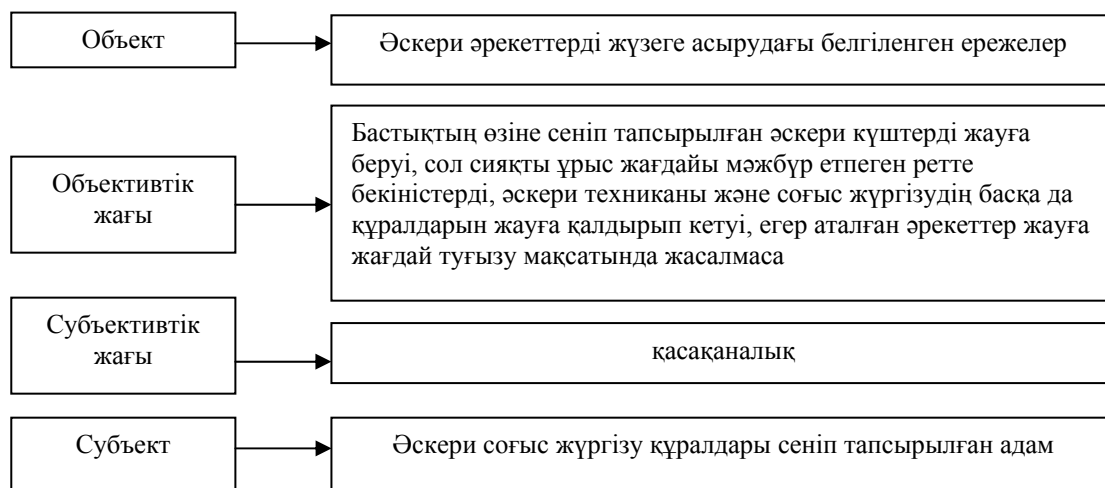 Объект
Әскери әрекеттерді жүзеге асырудағы белгіленген ережелер
Объективтік
жағы
Бастықтың өзіне сеніп тапсырылған әскери күштерді жауға
беруі, сол сияқты ұрыс жағдайы мәжбүр етпеген ретте
бекіністерді, әскери техниканы және соғыс жүргізудің басқа да
құралдарын жауға қалдырып кетуі, егер аталған әрекеттер жауға
жағдай туғызу мақсатында жасалмаса
Субъективтік
жағы
қасақаналық
Субъект
Әскери соғыс жүргізу құралдары сеніп тапсырылған адам